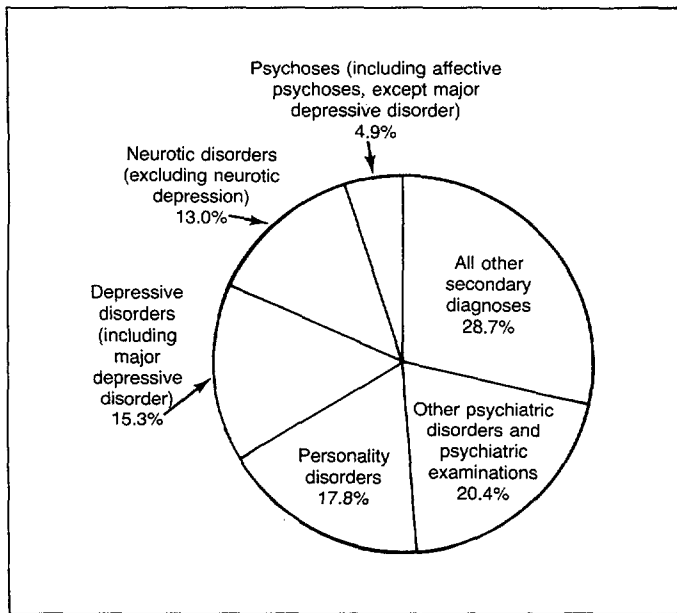 Psychoses (including affective
psychoses, except major
depressive disorder)
4.9%
Neurotic disorders
(excluding neurotic
depression)
13.0%
Depressive
disorders
(including
major
depressive
disorder)
15.3%
All other
secondary
diagnoses
28.7%
Other psychiatric
disorders and
psychiatric
examinations
20.4%
Personality
disorders
17.8%